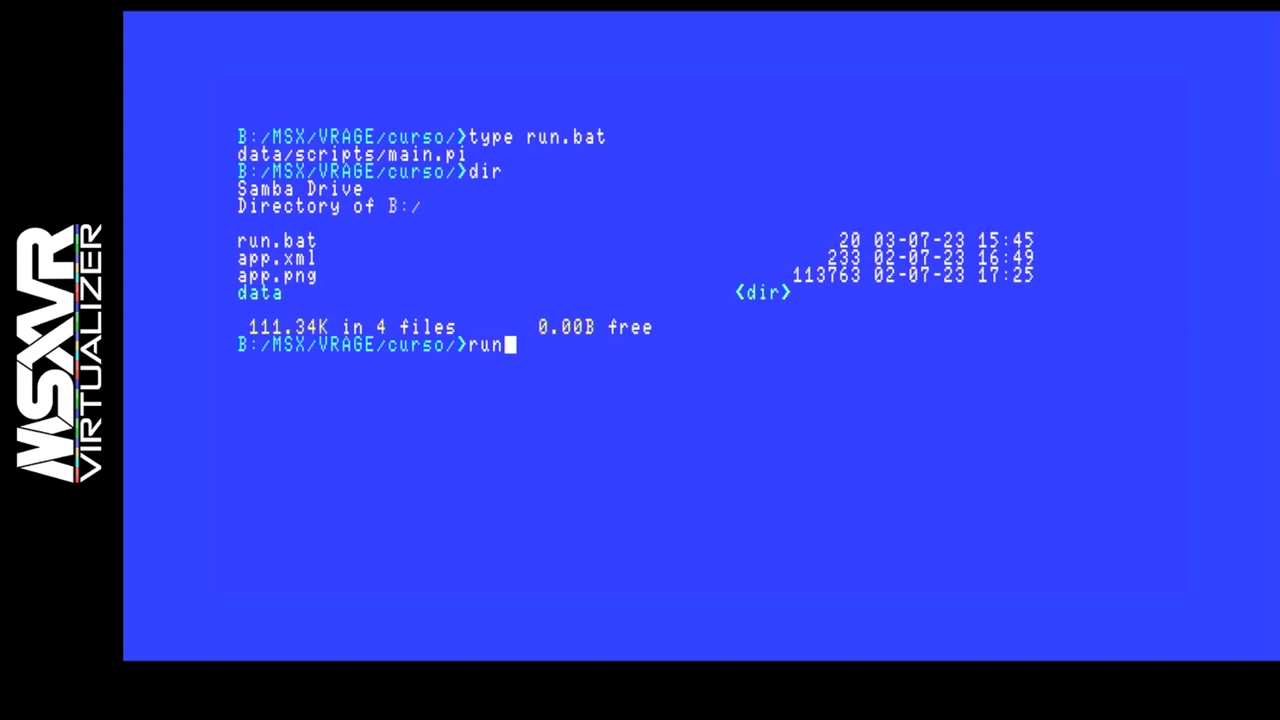 MSXVR
VIRTUALIZER
B:/MSX/VRAGE/curso/>type run.bat
data/scripts/main.pi
B:/MSX/VRAGE/curso/>dir
Samba Drive
Directory of B:/
run.bat 20 03-07-23 15:45
app.xml 233 02-07-23 16:49
app.png 113763 02-07-23 17:25
data <dir>
111.34K in 4 files 0.00B free
B:/MSX/VRAGE/curso/>run